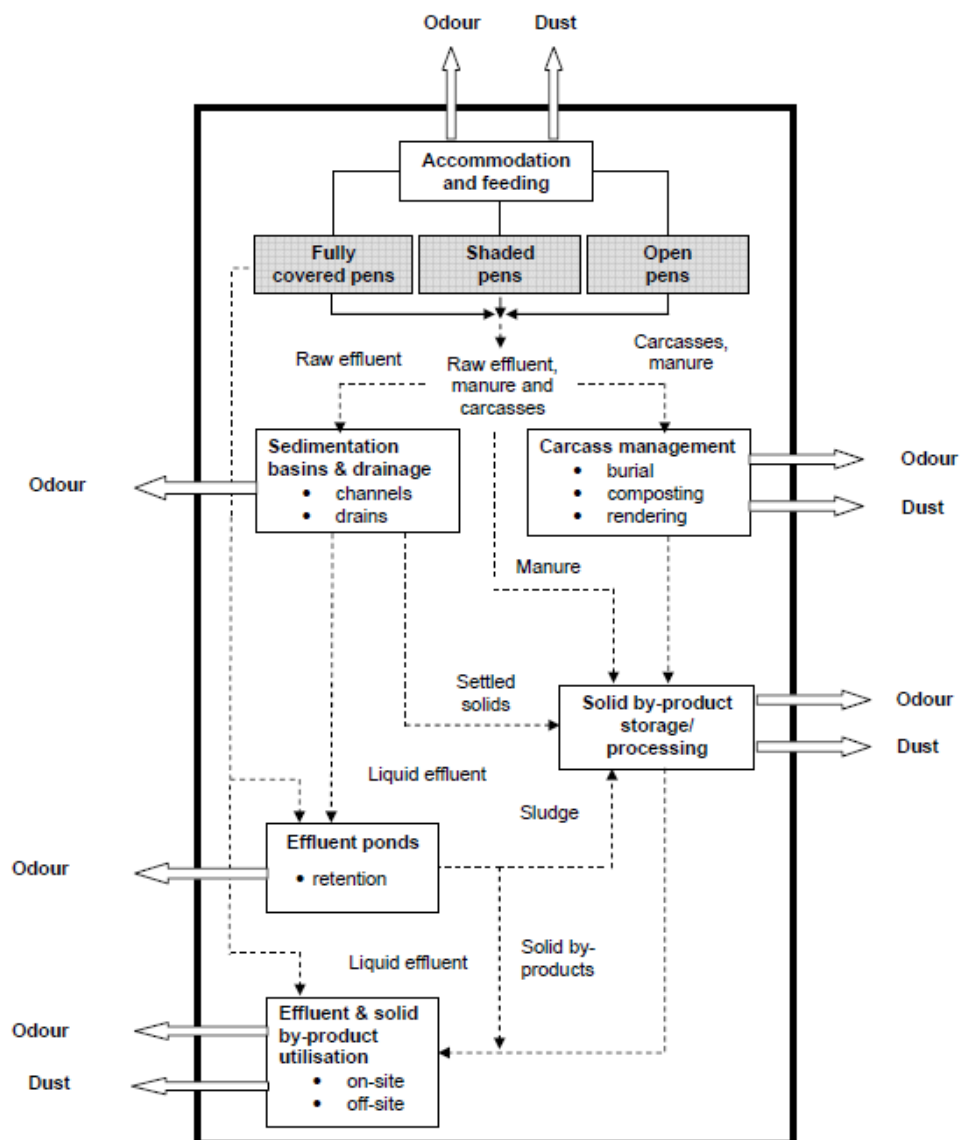 Odour
Dust
Accommodation
and feeding
Fully
covered pens
Shaded
pens
Open
pens
Raw effluent
Raw effluent,
manure and
carcasses
Carcasses,
manure
Sedimentation
basins & drainage
• channels
• drains
Odour
Carcass management
• burial
• composting
• rendering
Odour
Dust
Manure
Settled
solids
Solid by-product
storage/
processing
Odour
Dust
Liquid effluent
Sludge
Effluent ponds
• retention
Odour
Liquid effluent
Solid by-
products
Effluent & solid
by-product
utilisation
• on-site
• off-site
Odour
Dust